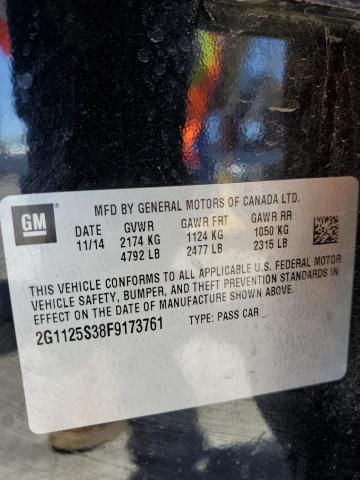 GM
MFD BY GENERAL MOTORS OF CANADA LTD.
DATE GVWR GAWR FRT GAWR RR
11/14 2174 KG 1124 KG 1050 KG
4792 LB 2477 LB 2315 LB
THIS VEHICLE CONFORMS TO ALL APPLICABLE U.S. FEDERAL MOTOR
VEHICLE SAFETY, BUMPER, AND THEFT PREVENTION STANDARDS IN
EFFECT ON THE DATE OF MANUFACTURE SHOWN ABOVE.
2G1125S38F9173761 TYPE: PASS CAR